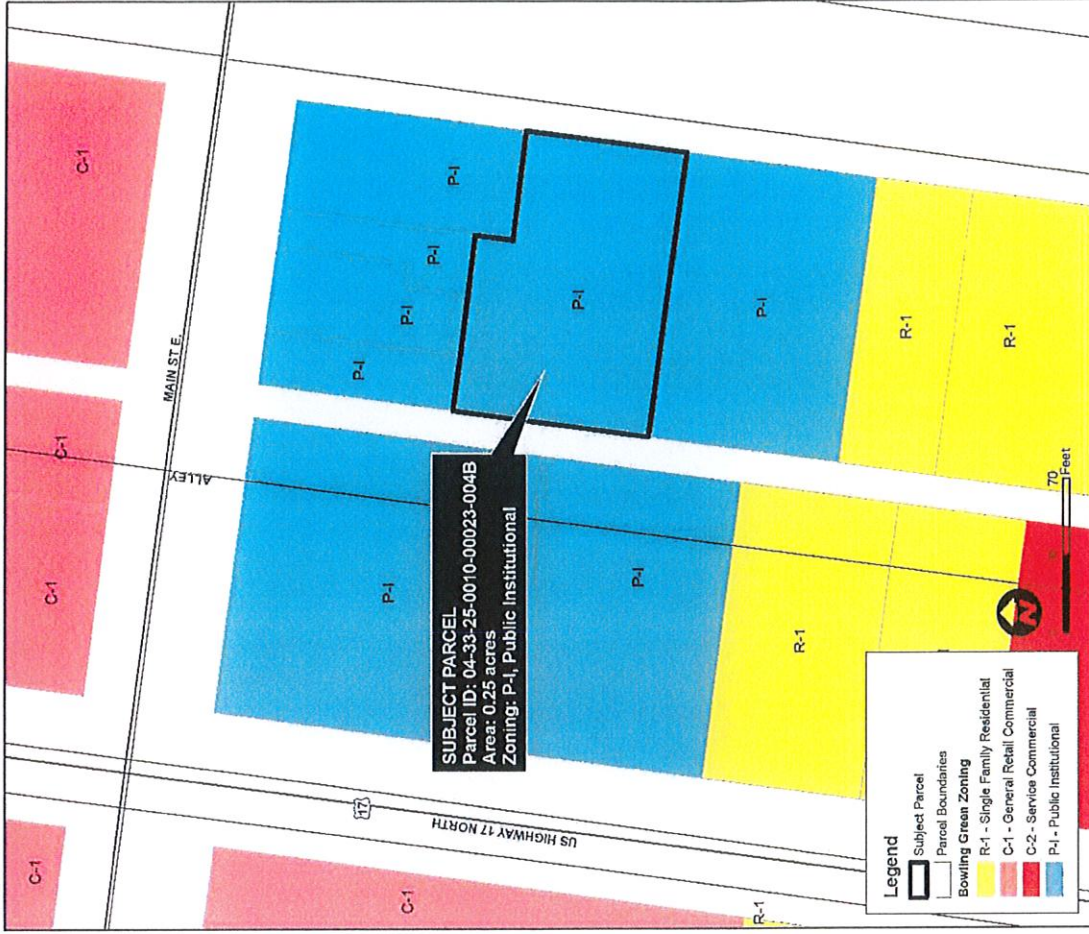 C-1
C-1
C-1
C-1
MAIN ST E.
ALLEY
P-I
P-I
P-I
P-I
P-I
P-I
P-I
P-I
P-I
SUBJECT PARCEL
Parcel ID: 04-33-25-0010-00023-004B
Area: 0.25 acres
Zoning: P-I, Public Institutional
17
US HIGHWAY 17 NORTH
C-1
R-1
R-1
R-1
R-1
N
70
Feet
Legend
Subject Parcel
Parcel Boundaries
Bowling Green Zoning
R-1 - Single Family Residential
C-1 - General Retail Commercial
C-2 - Service Commercial
P-I - Public Institutional